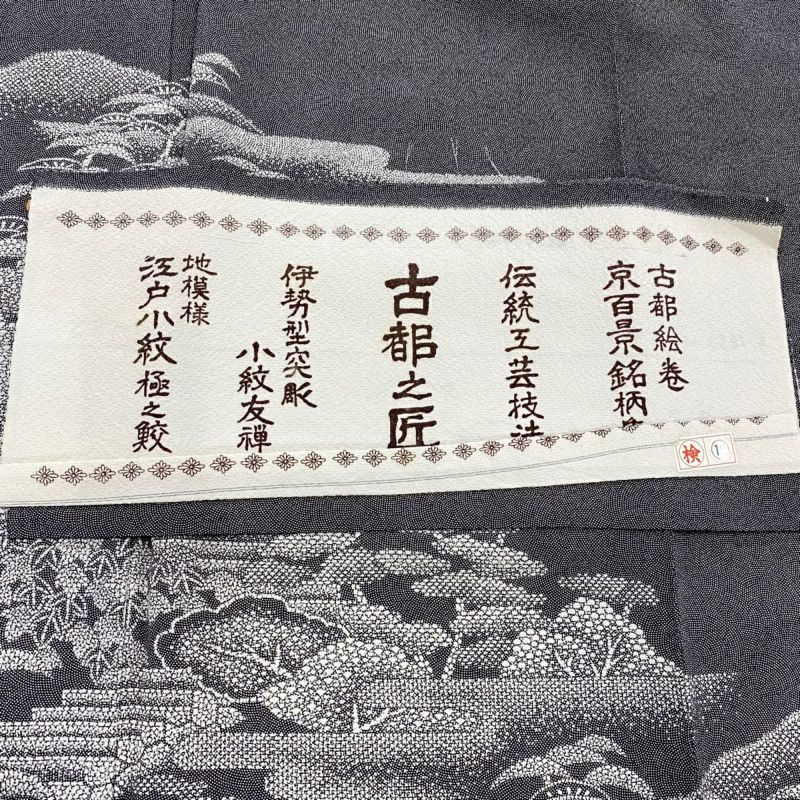 古都絵巻
京百景銘柄
伝統工芸技法
古都之匠
伊勢型突彫
小紋友禅
地模様
江戸小紋極之鮫
検
1